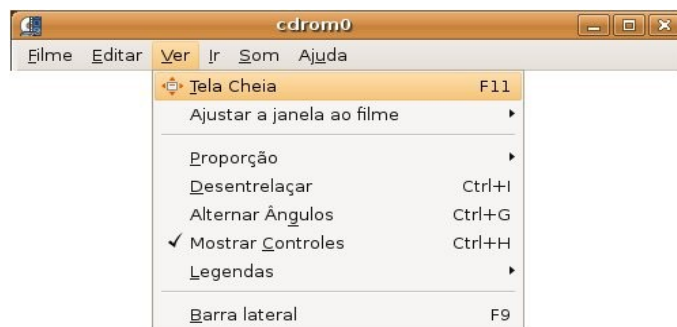 cdrom0
Filme Editar Ver Ir Som Ajuda
Tela Cheia F11
Ajustar a janela ao filme
Proporção
Desentrelaçar Ctrl+I
Alternar Ângulos Ctrl+G
Mostrar Controles Ctrl+H
Legendas
Barra lateral F9